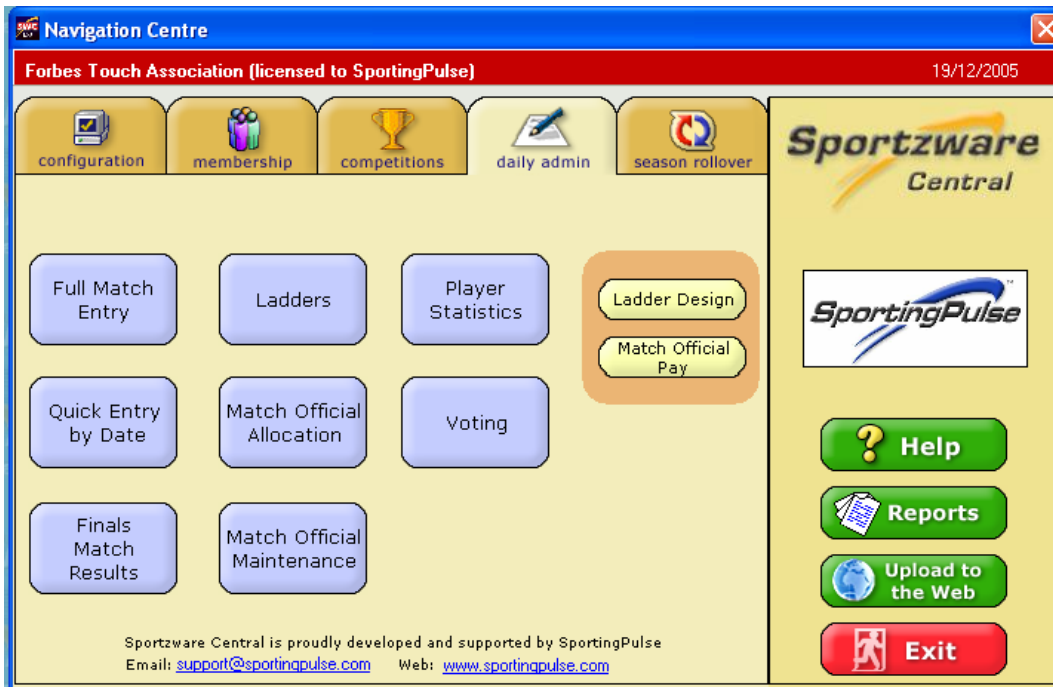 SWC
Navigation Centre
Forbes Touch Association (licensed to SportingPulse)
19/12/2005
configuration
membership
competitions
daily admin
season rollover
Sportzware
Central
Full Match
Entry
Ladders
Player
Statistics
Ladder Design
Match Official
Pay
SportingPulse™
Quick Entry
by Date
Match Official
Allocation
Voting
Help
Finals
Match
Results
Match Official
Maintenance
Reports
Upload to
the Web
Exit
Sportzware Central is proudly developed and supported by SportingPulse
Email: support@sportingpulse.com Web: www.sportingpulse.com